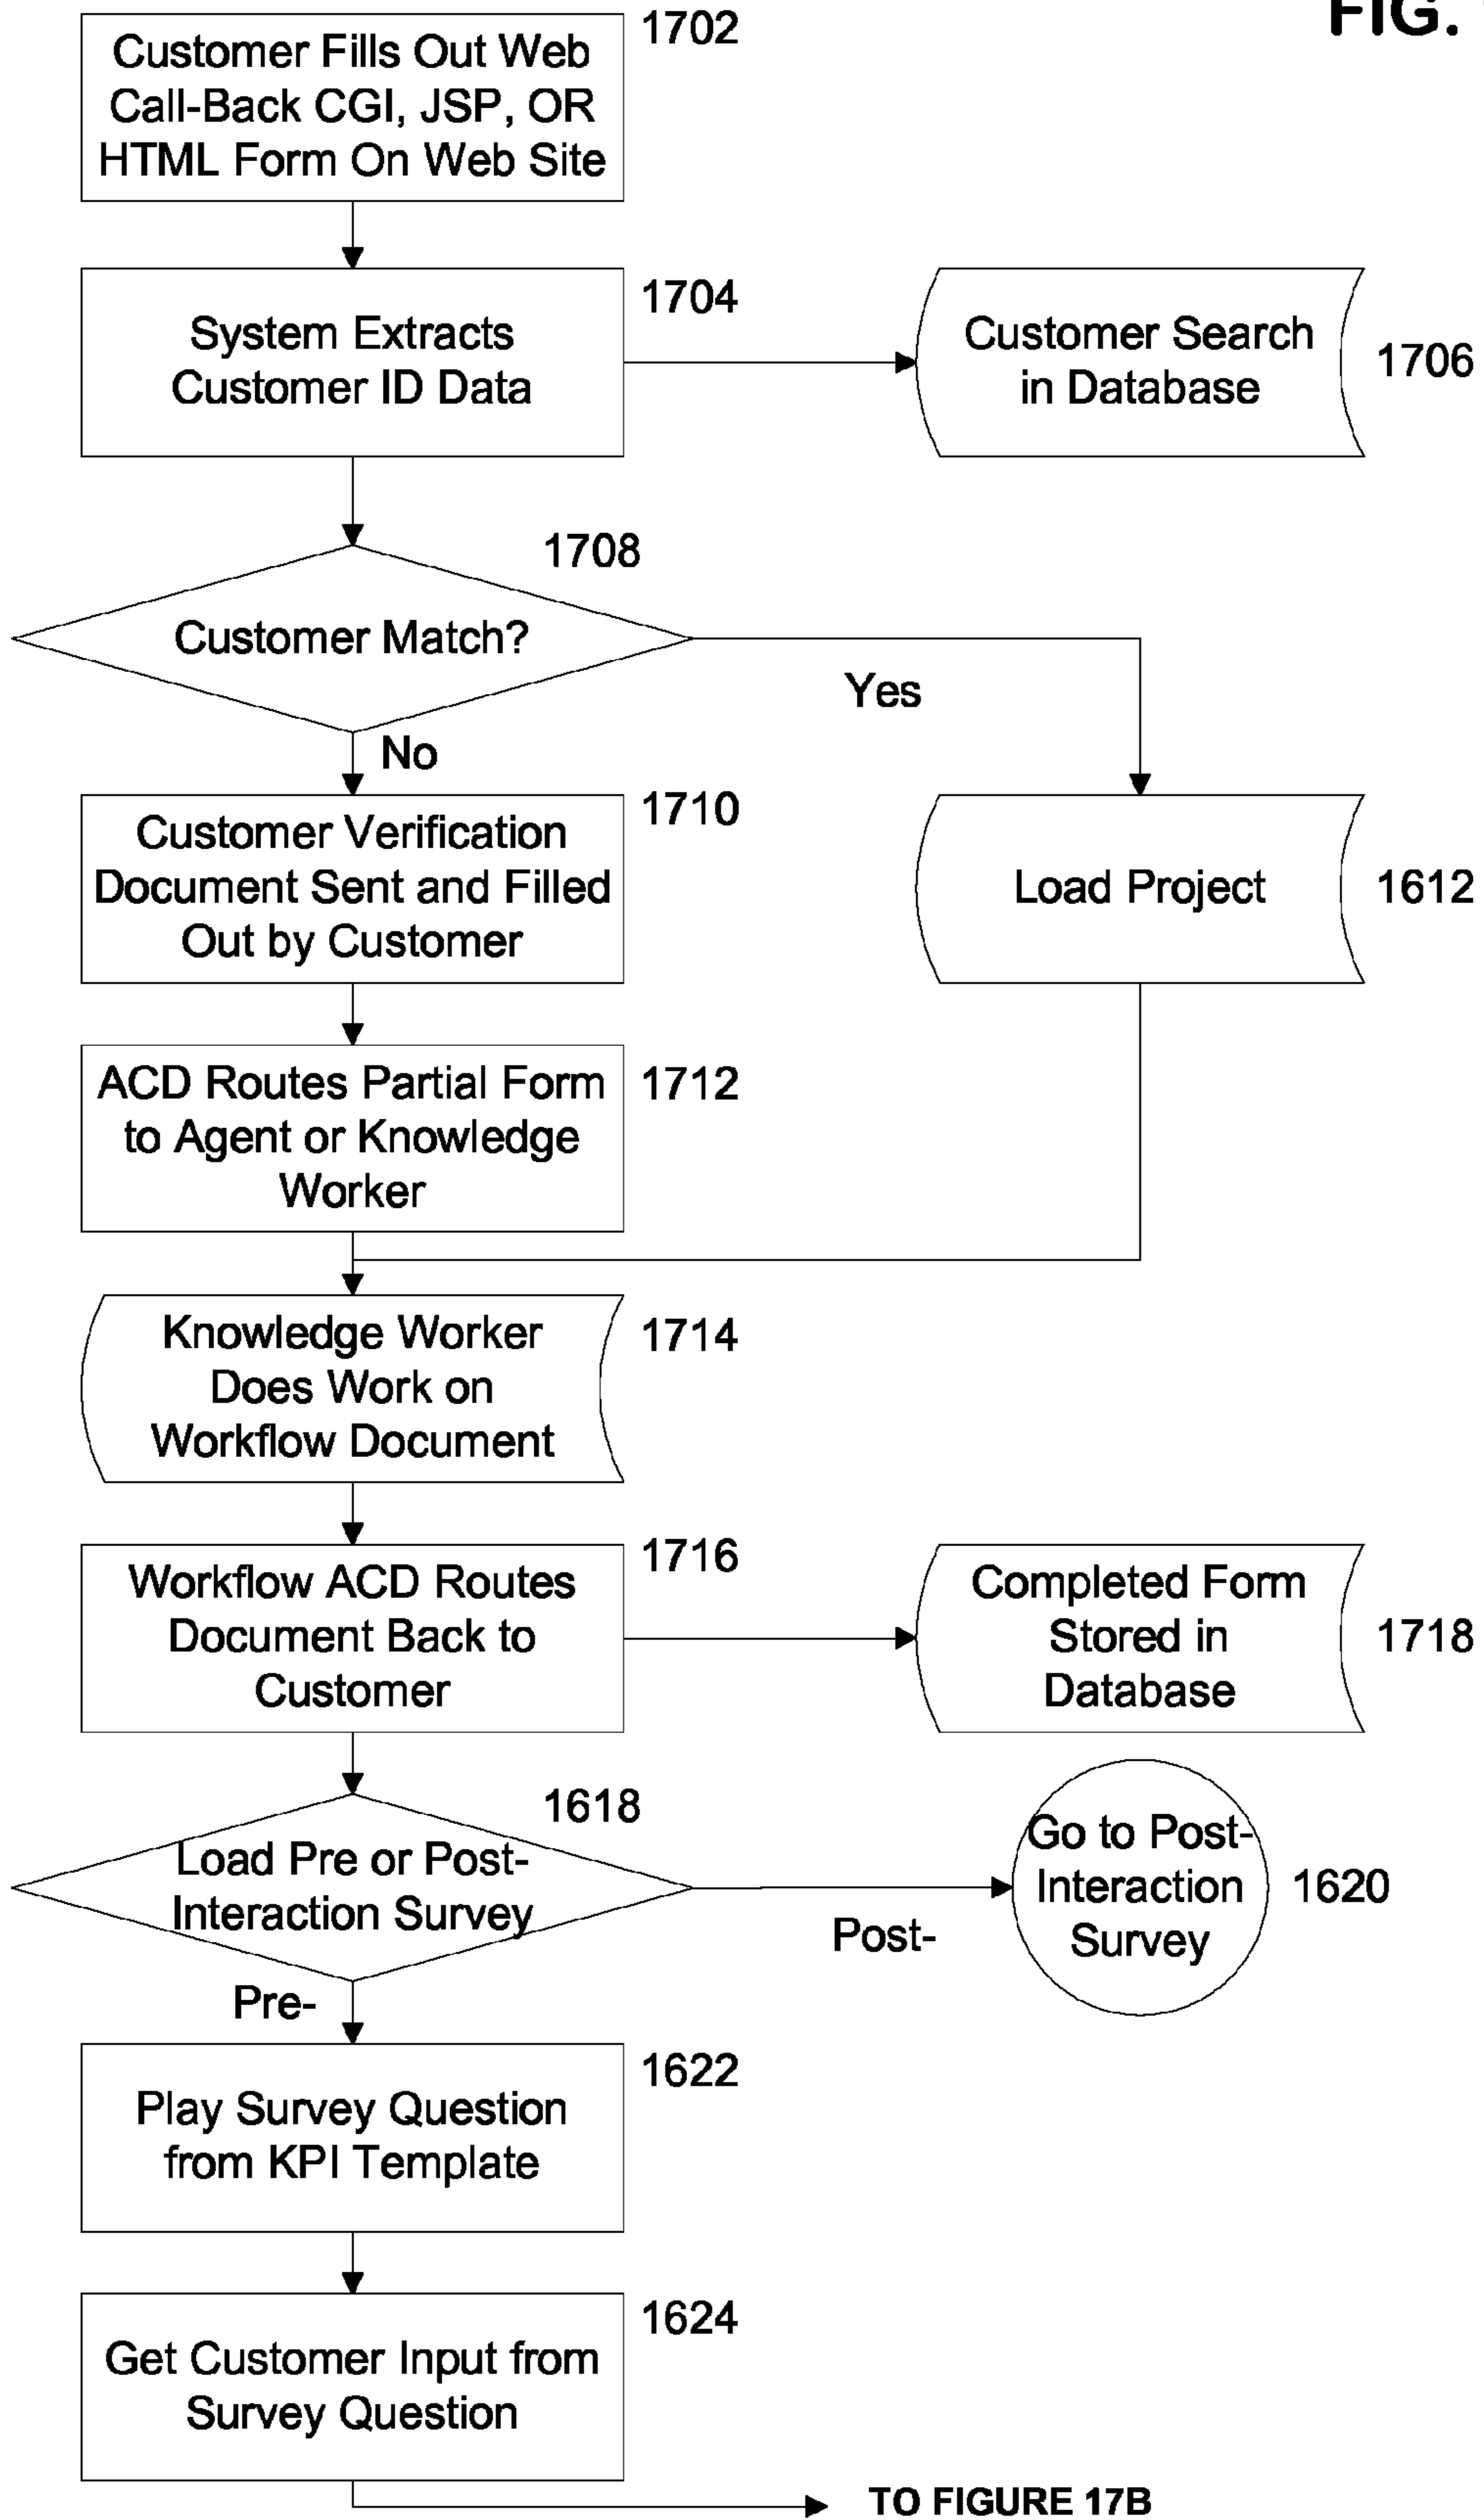 FIG.
1702
Customer Fills Out Web
Call-Back CGI, JSP, OR
HTML Form On Web Site
1704
System Extracts
Customer ID Data
Customer Search
in Database
1706
1708
Customer Match?
Yes
No
1710
Customer Verification
Document Sent and Filled
Out by Customer
Load Project
1612
1712
ACD Routes Partial Form
to Agent or Knowledge
Worker
1714
Knowledge Worker
Does Work on
Workflow Document
1716
Workflow ACD Routes
Document Back to
Customer
Completed Form
Stored in
Database
1718
1618
Load Pre or Post-
Interaction Survey
Post-
Go to Post-
Interaction
Survey
1620
Pre-
1622
Play Survey Question
from KPI Template
1624
Get Customer Input from
Survey Question
TO FIGURE 17B